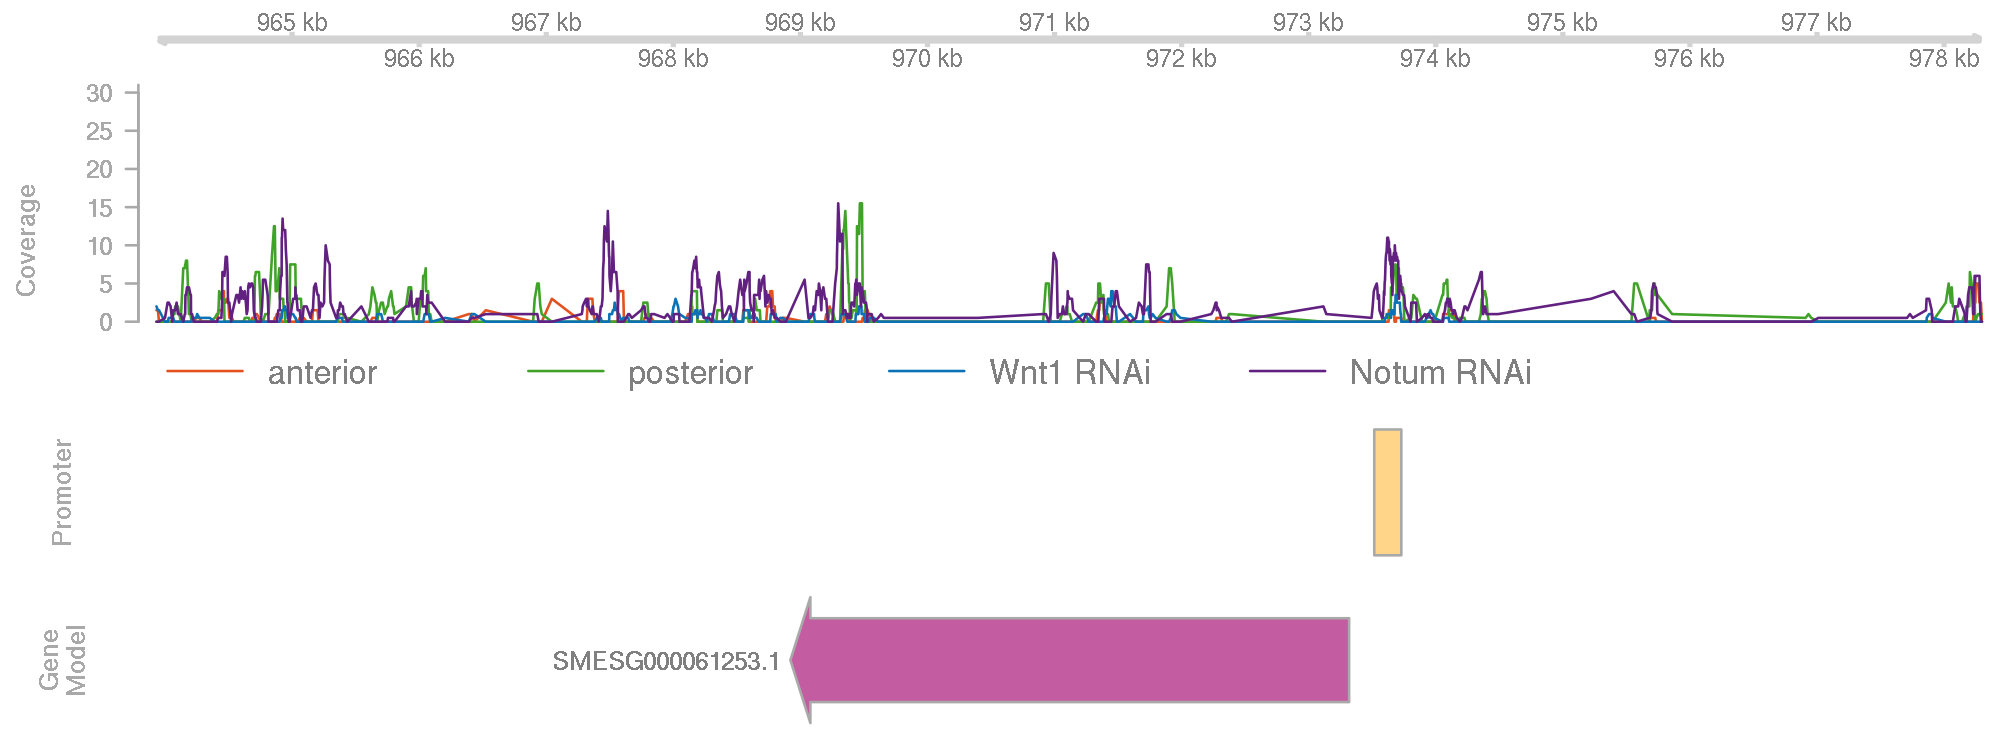 965 kb 967 kb 969 kb 971 kb 973 kb 975 kb 977 kb
966 kb 968 kb 970 kb 972 kb 974 kb 976 kb 978 kb
30
25
20
15
10
5
0
Coverage
anterior posterior Wnt1 RNAi Notum RNAi
Promoter
Gene
Model
SMESG000061253.1